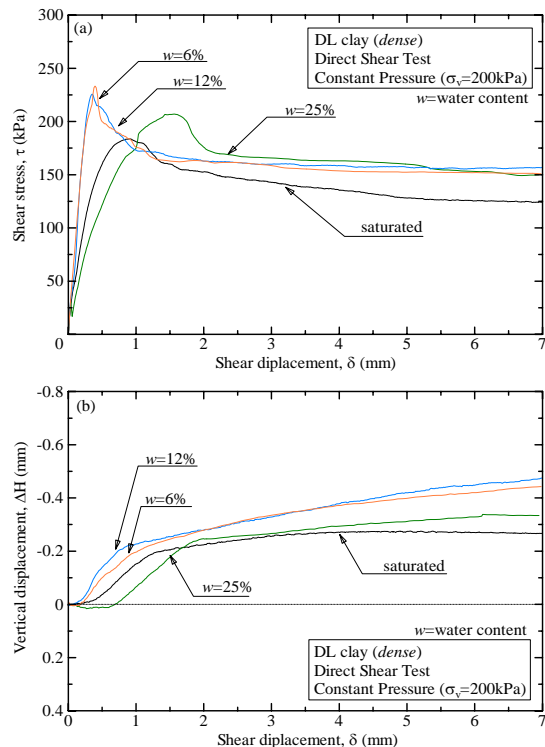 (a)
DL clay (dense)
Direct Shear Test
Constant Pressure (σv=200kPa)
w=water content
w=6%
w=12%
w=25%
saturated
300
250
200
150
100
50
0
Shear stress, τ (kPa)
0 1 2 3 4 5 6 7
Shear diplacement, δ (mm)
(b)
-0.8
-0.6
-0.4
-0.2
0
0.2
0.4
Vertical displacement, ΔH (mm)
w=12%
w=6%
w=25%
saturated
w=water content
DL clay (dense)
Direct Shear Test
Constant Pressure (σv=200kPa)
0 1 2 3 4 5 6 7
Shear displacement, δ (mm)